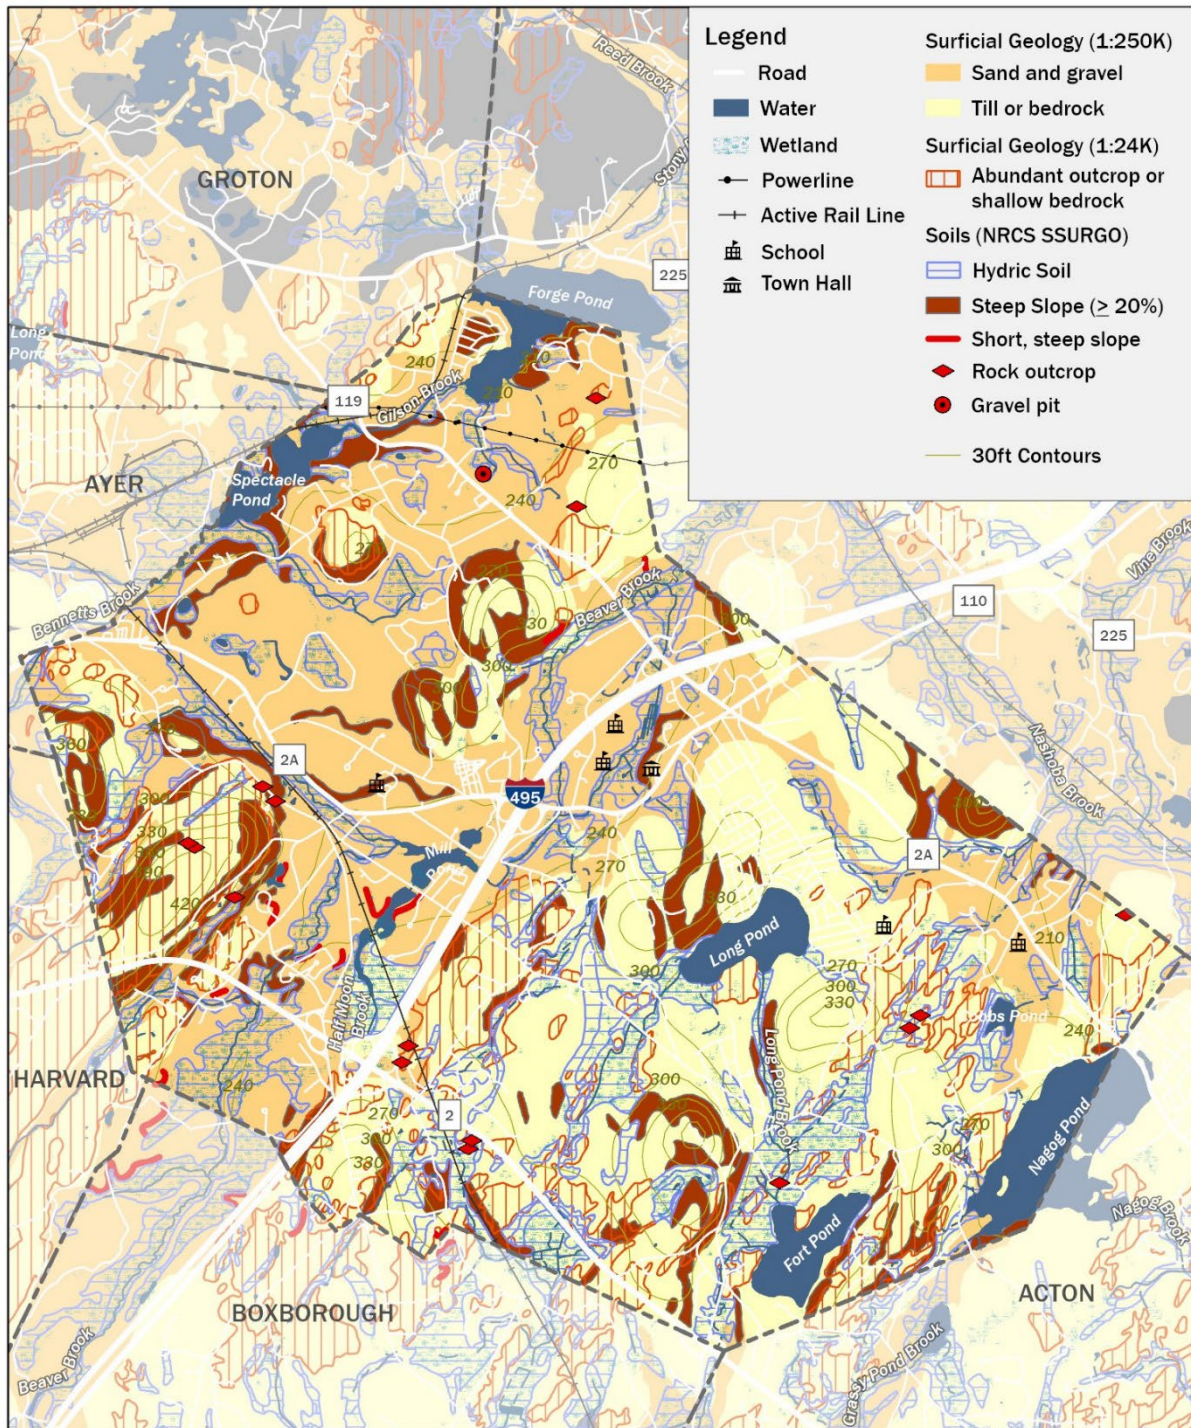 Legend
Road
Water
Wetland
Powerline
Active Rail Line
School
Town Hall
Surficial Geology (1:250K)
Sand and gravel
Till or bedrock
Surficial Geology (1:24K)
Abundant outcrop or
shallow bedrock
Soils (NRCS SSURGO)
Hydric Soil
Steep Slope (≥ 20%)
Short, steep slope
Rock outcrop
Gravel pit
30ft Contours
Reed Brook
GROTON
225
Forge Pond
Long
Pond
240
210
119
Gilson Brook
270
AYER
Spectacle
Pond
240
270
Vine Brook
Bennetts Brook
330
Beaver Brook
110
300
225
300
300
Nashoba Brook
2A
495
300
300
330
240
270
Mill
2A
330
420
Long Pond
210
270
300
330
300
Half Moon
Brook
240
Long Pond Brook
HARVARD
240
300
270
300
330
2
270
300
Nagog Pond
Nagog Brook
Fort Pond
BOXBOROUGH
ACTON
Beaver Brook
Grassy Pond Brook